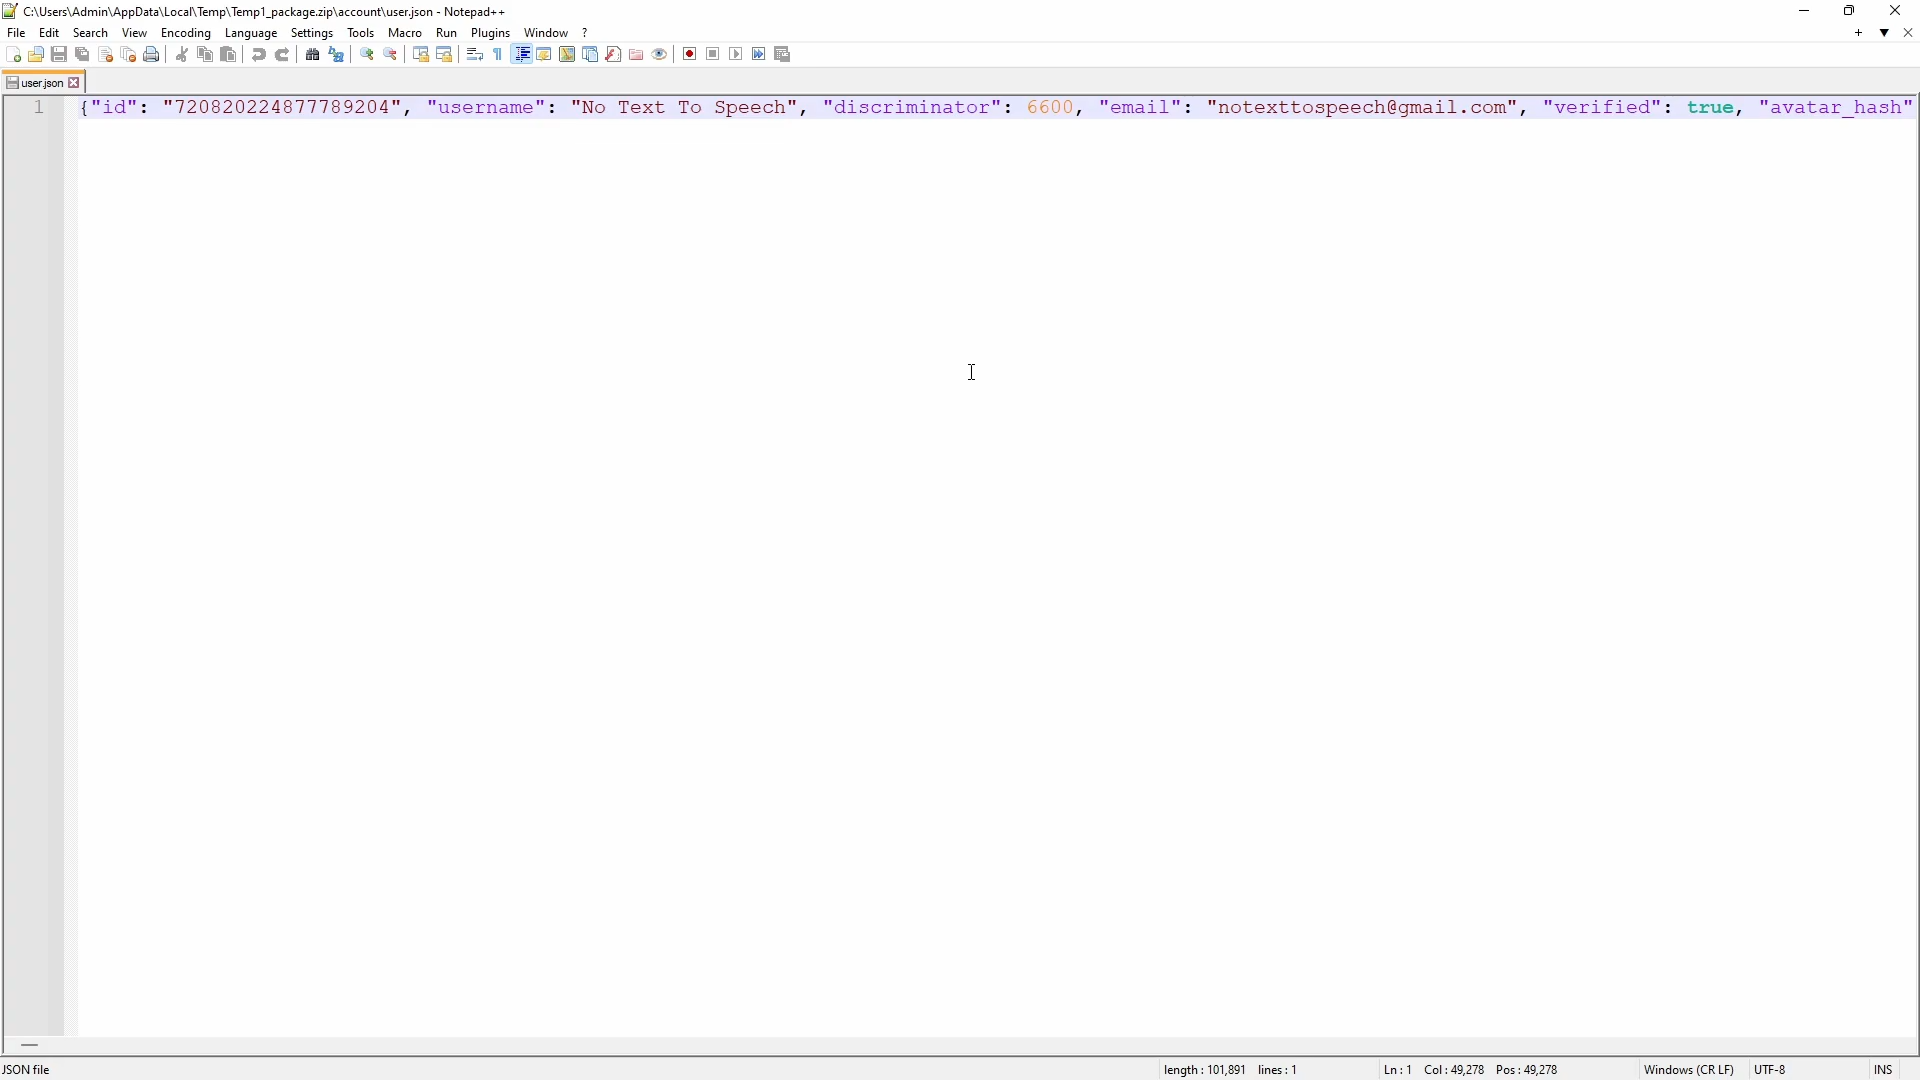 C:\Users\Admin\AppData\Local\Temp\Temp1_package.zip\account\user.json - Notepad++
File Edit Search View Encoding Language Settings Tools Macro Run Plugins Window ?
user.json
1 {"id": "720820224877789204", "username": "No Text To Speech", "discriminator": 6600, "email": "notexttospeech@gmail.com", "verified": true, "avatar_hash"
JSON file length : 101,891 lines : 1 Ln : 1 Col : 49,278 Pos : 49,278 Windows (CR LF) UTF-8 INS